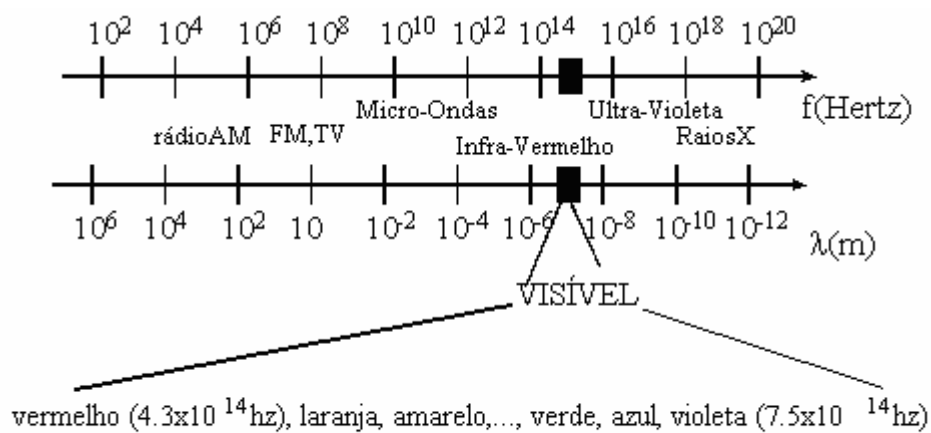 10² 10⁴ 10⁶ 10⁸ 10¹⁰ 10¹² 10¹⁴ 10¹⁶ 10¹⁸ 10²⁰
f(Hertz)
Micro-Ondas Ultra-Violeta
rádioAM FM,TV Infra-Vermelho RaiosX
10⁶ 10⁴ 10² 10 10⁻² 10⁻⁴ 10⁻⁶ 10⁻⁸ 10⁻¹⁰ 10⁻¹²
λ(m)
VISÍVEL
vermelho (4.3x10 ¹⁴hz), laranja, amarelo,..., verde, azul, violeta (7.5x10 ¹⁴hz)